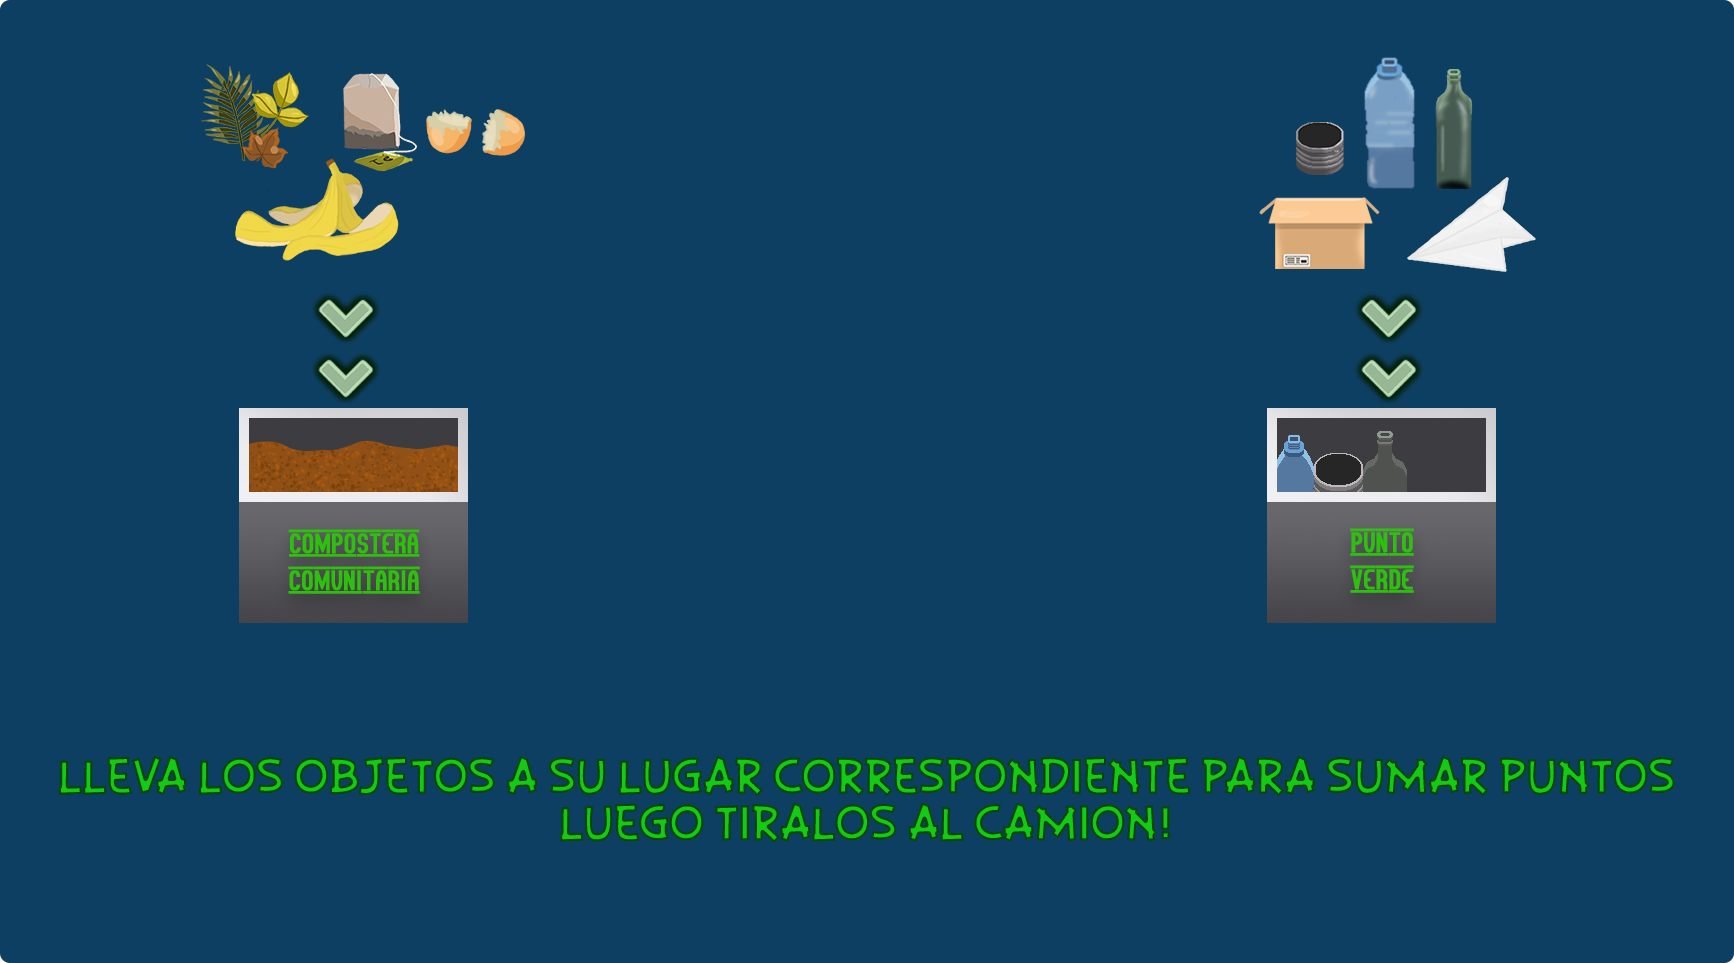 COMPOSTERA
COMUNITARIA
PUNTO
VERDE
LLEVA LOS OBJETOS A SU LUGAR CORRESPONDIENTE PARA SUMAR PUNTOS
LUEGO TIRALOS AL CAMION!